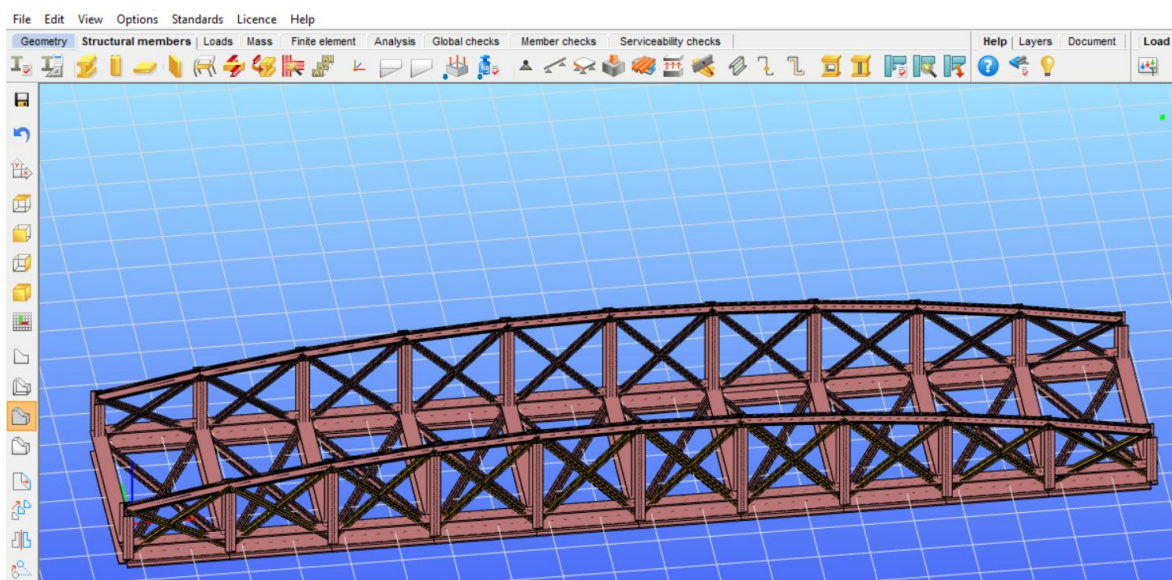 File Edit View Options Standards Licence Help
Geometry Structural members Loads Mass Finite element Analysis Global checks Member checks Serviceability checks Help Layers Document Load